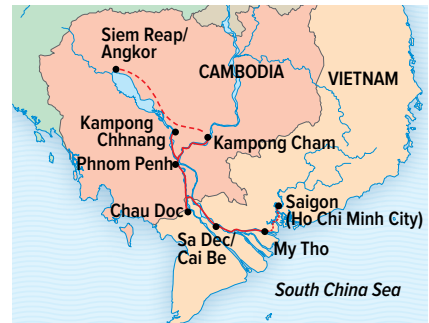 Siem Reap/
Angkor
CAMBODIA
VIETNAM
Kampong
Chhnang
Kampong Cham
Phnom Penh
Chau Doc
Saigon
(Ho Chi Minh City)
Sa Dec/
Cai Be
My Tho
South China Sea